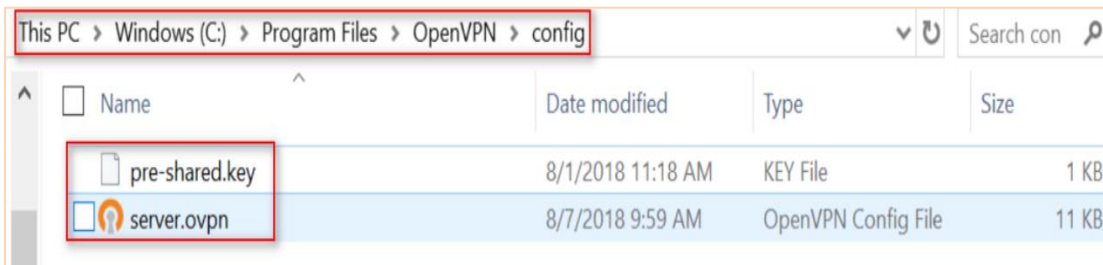 This PC > Windows (C:) > Program Files > OpenVPN > config Search con
Name Date modified Type Size
pre-shared.key 8/1/2018 11:18 AM KEY File 1 KB
server.ovpn 8/7/2018 9:59 AM OpenVPN Config File 11 KB